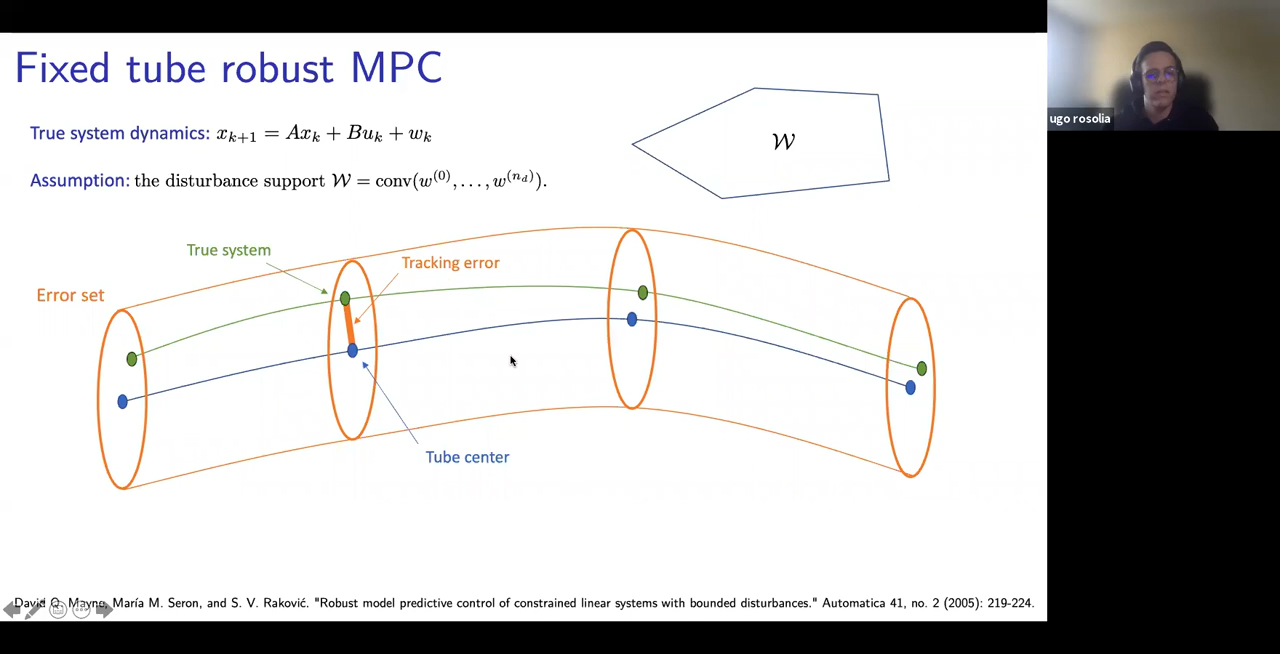 Fixed tube robust MPC
True system dynamics: x_{k+1} = Ax_k + Bu_k + w_k
𝒲
ugo rosolia
Assumption: the disturbance support 𝒲 = conv(w^{(0)}, . . . , w^{(n_d)}).
True system
Tracking error
Error set
Tube center
David Q. Mayne, María M. Seron, and S. V. Raković. "Robust model predictive control of constrained linear systems with bounded disturbances." Automatica 41, no. 2 (2005): 219-224.